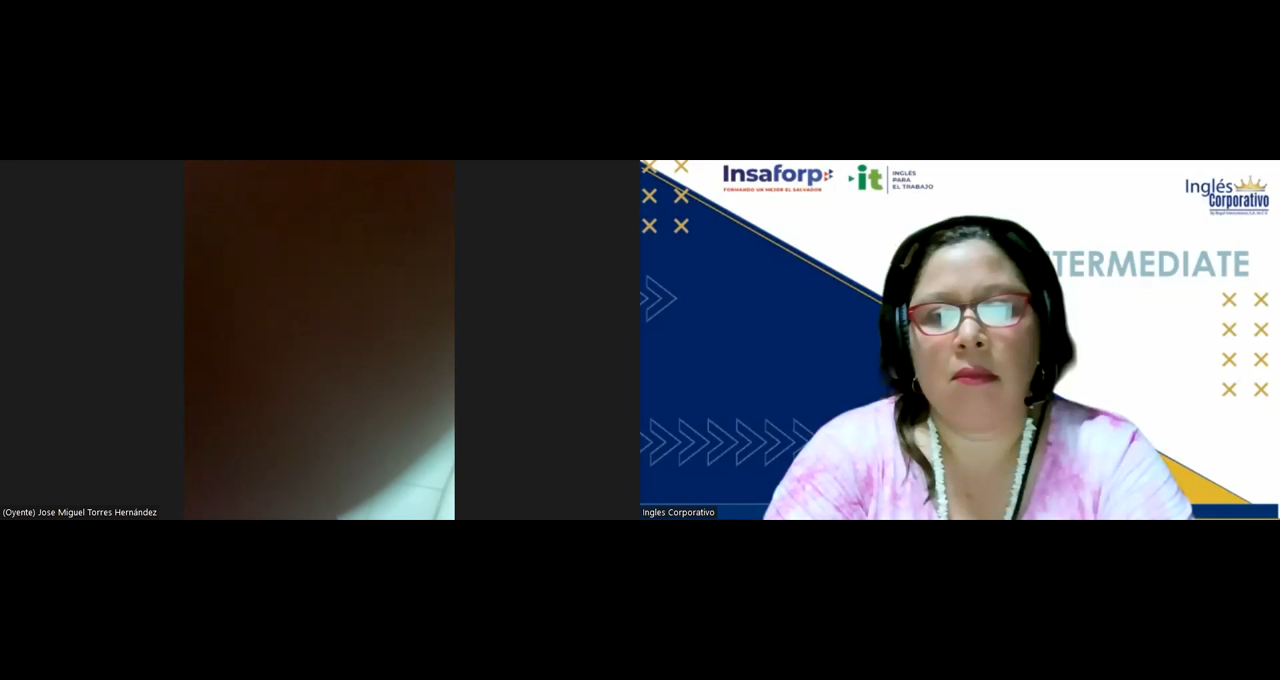 Insaforp
FORMANDO UN MEJOR EL SALVADOR
it
INGLÉS
PARA
EL TRABAJO
Inglés
Corporativo
TERMEDIATE
(Oyente) Jose Miguel Torres Hernández
Ingles Corporativo